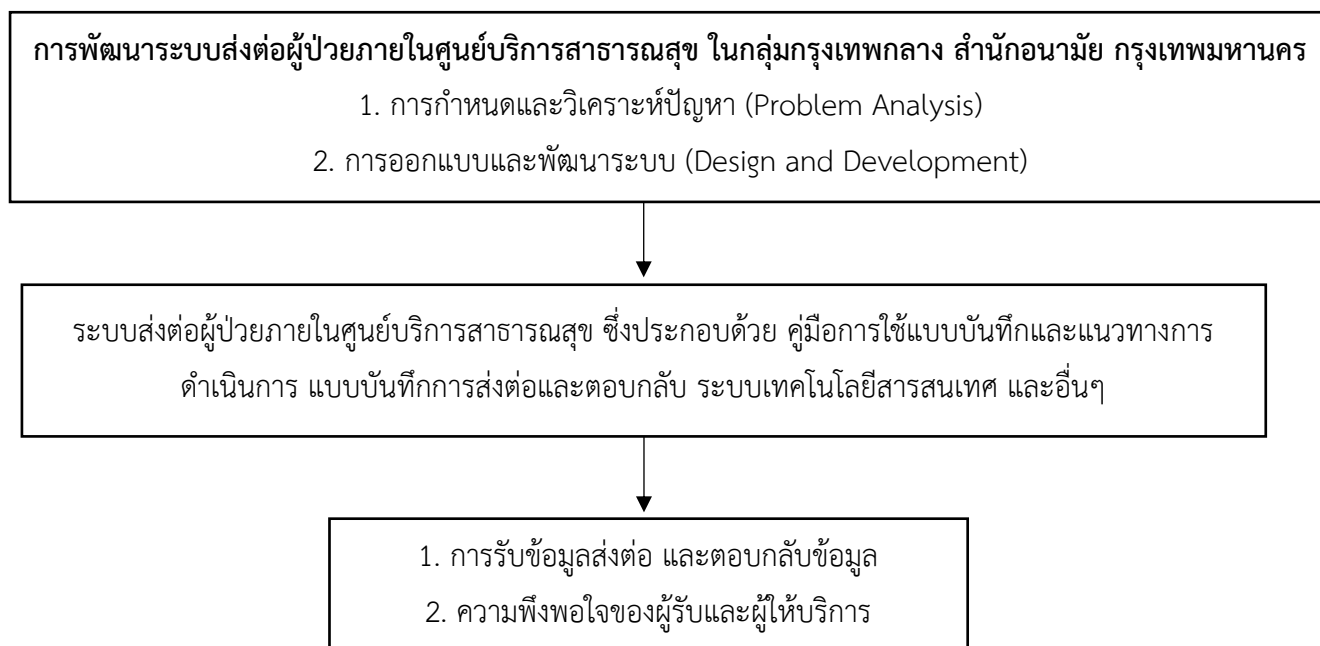 การพัฒนาระบบส่งต่อผู้ป่วยภายในศูนย์บริการสาธารณสุข ในกลุ่มกรุงเทพกลาง สำนักอนามัย กรุงเทพมหานคร
1. การกำหนดและวิเคราะห์ปัญหา (Problem Analysis)
2. การออกแบบและพัฒนาระบบ (Design and Development)
ระบบส่งต่อผู้ป่วยภายในศูนย์บริการสาธารณสุข ซึ่งประกอบด้วย คู่มือการใช้แบบบันทึกและแนวทางการ
ดำเนินการ แบบบันทึกการส่งต่อและตอบกลับ ระบบเทคโนโลยีสารสนเทศ และอื่นๆ
1. การรับข้อมูลส่งต่อ และตอบกลับข้อมูล
2. ความพึงพอใจของผู้รับและผู้ให้บริการ